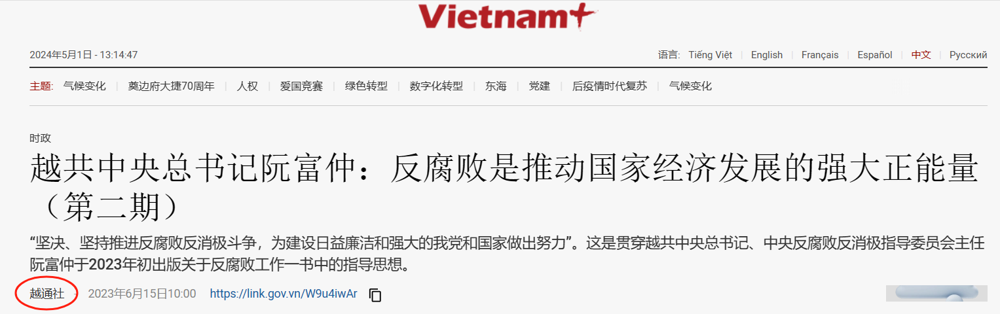 Vietnam+
2024年5月1日 - 13:14:47
语言: Tiếng Việt English Français Español 中文 Русский
主题: 气候变化 奠边府大捷70周年 人权 爱国竞赛 绿色转型 数字化转型 东海 党建 后疫情时代复苏 气候变化
时政
越共中央总书记阮富仲：反腐败是推动国家经济发展的强大正能量
（第二期）
“坚决、坚持推进反腐败反消极斗争，为建设日益廉洁和强大的我党和国家做出努力”。这是贯穿越共中央总书记、中央反腐败反消极指导委员会主任
阮富仲于2023年初出版关于反腐败工作一书中的指导思想。
越通社 - 2023年6月15日10:00 https://link.gov.vn/W9u4iwAr